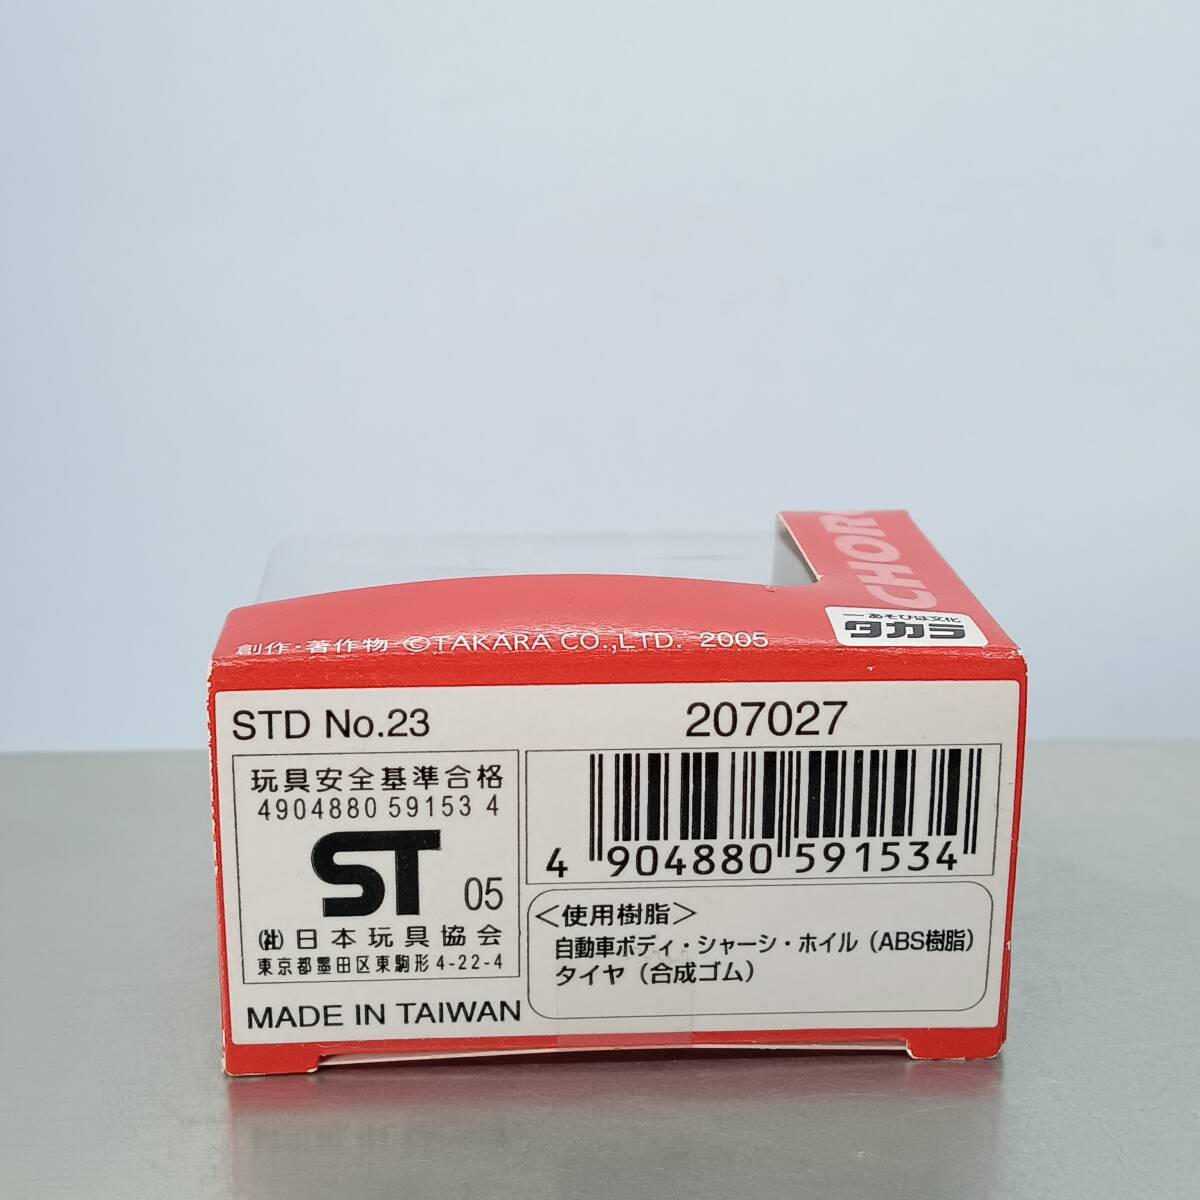 CHOR
一あそびは文化
タカラ
創作・著作物 ©TAKARA CO.,LTD. 2005
STD No.23
207027
玩具安全基準合格
4904880 59153 4
ST 05
(社)日本玩具協会
東京都墨田区東駒形4-22-4
MADE IN TAIWAN
4 904880 591534
<使用樹脂>
自動車ボディ・シャーシ・ホイル(ABS樹脂)
タイヤ(合成ゴム)